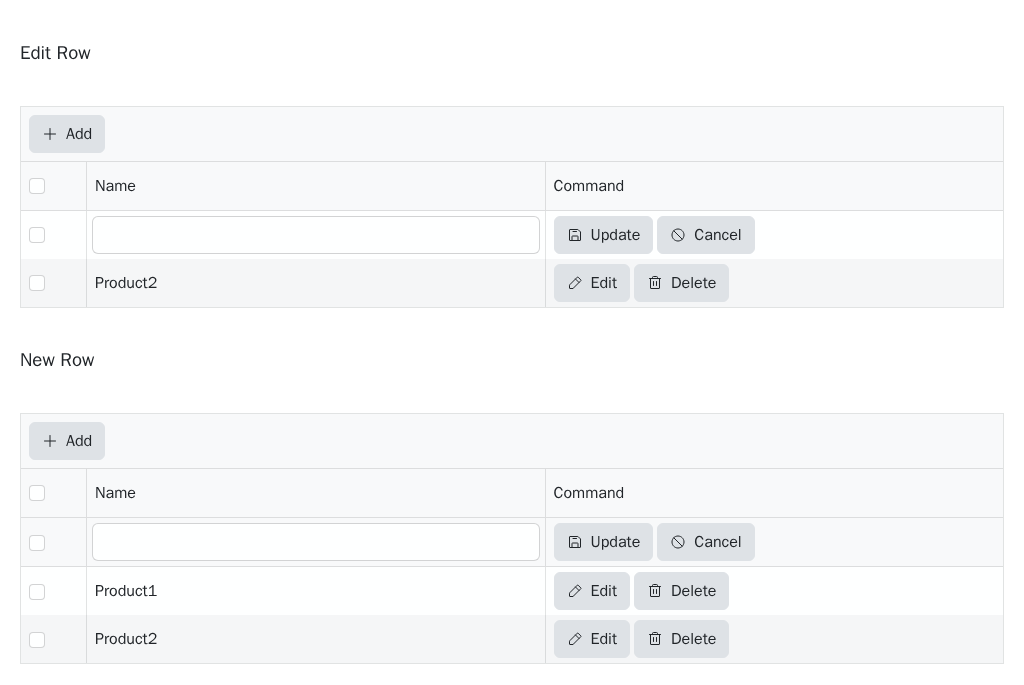 Edit Row
Add
Name Command
Update Cancel
Product2 Edit Delete
New Row
Add
Name Command
Update Cancel
Product1 Edit Delete
Product2 Edit Delete